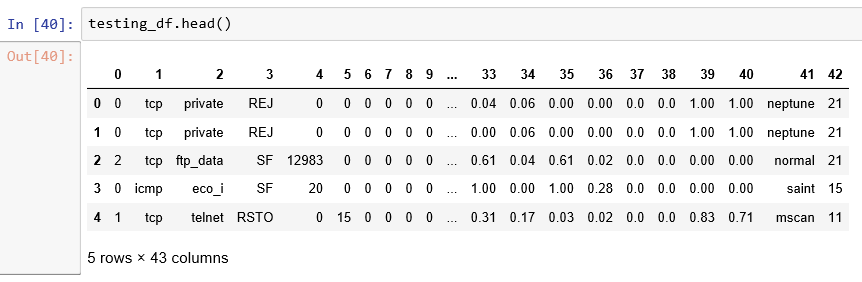 In [40]: testing_df.head()
Out[40]:
0 1 2 3 4 5 6 7 8 9 ... 33 34 35 36 37 38 39 40 41 42
0 0 tcp private REJ 0 0 0 0 0 0 ... 0.04 0.06 0.00 0.00 0.0 0.0 1.00 1.00 neptune 21
1 0 tcp private REJ 0 0 0 0 0 0 ... 0.00 0.06 0.00 0.00 0.0 0.0 1.00 1.00 neptune 21
2 2 tcp ftp_data SF 12983 0 0 0 0 0 ... 0.61 0.04 0.61 0.02 0.0 0.0 0.00 0.00 normal 21
3 0 icmp eco_i SF 20 0 0 0 0 0 ... 1.00 0.00 1.00 0.28 0.0 0.0 0.00 0.00 saint 15
4 1 tcp telnet RSTO 0 15 0 0 0 0 ... 0.31 0.17 0.03 0.02 0.0 0.0 0.83 0.71 mscan 11
5 rows × 43 columns